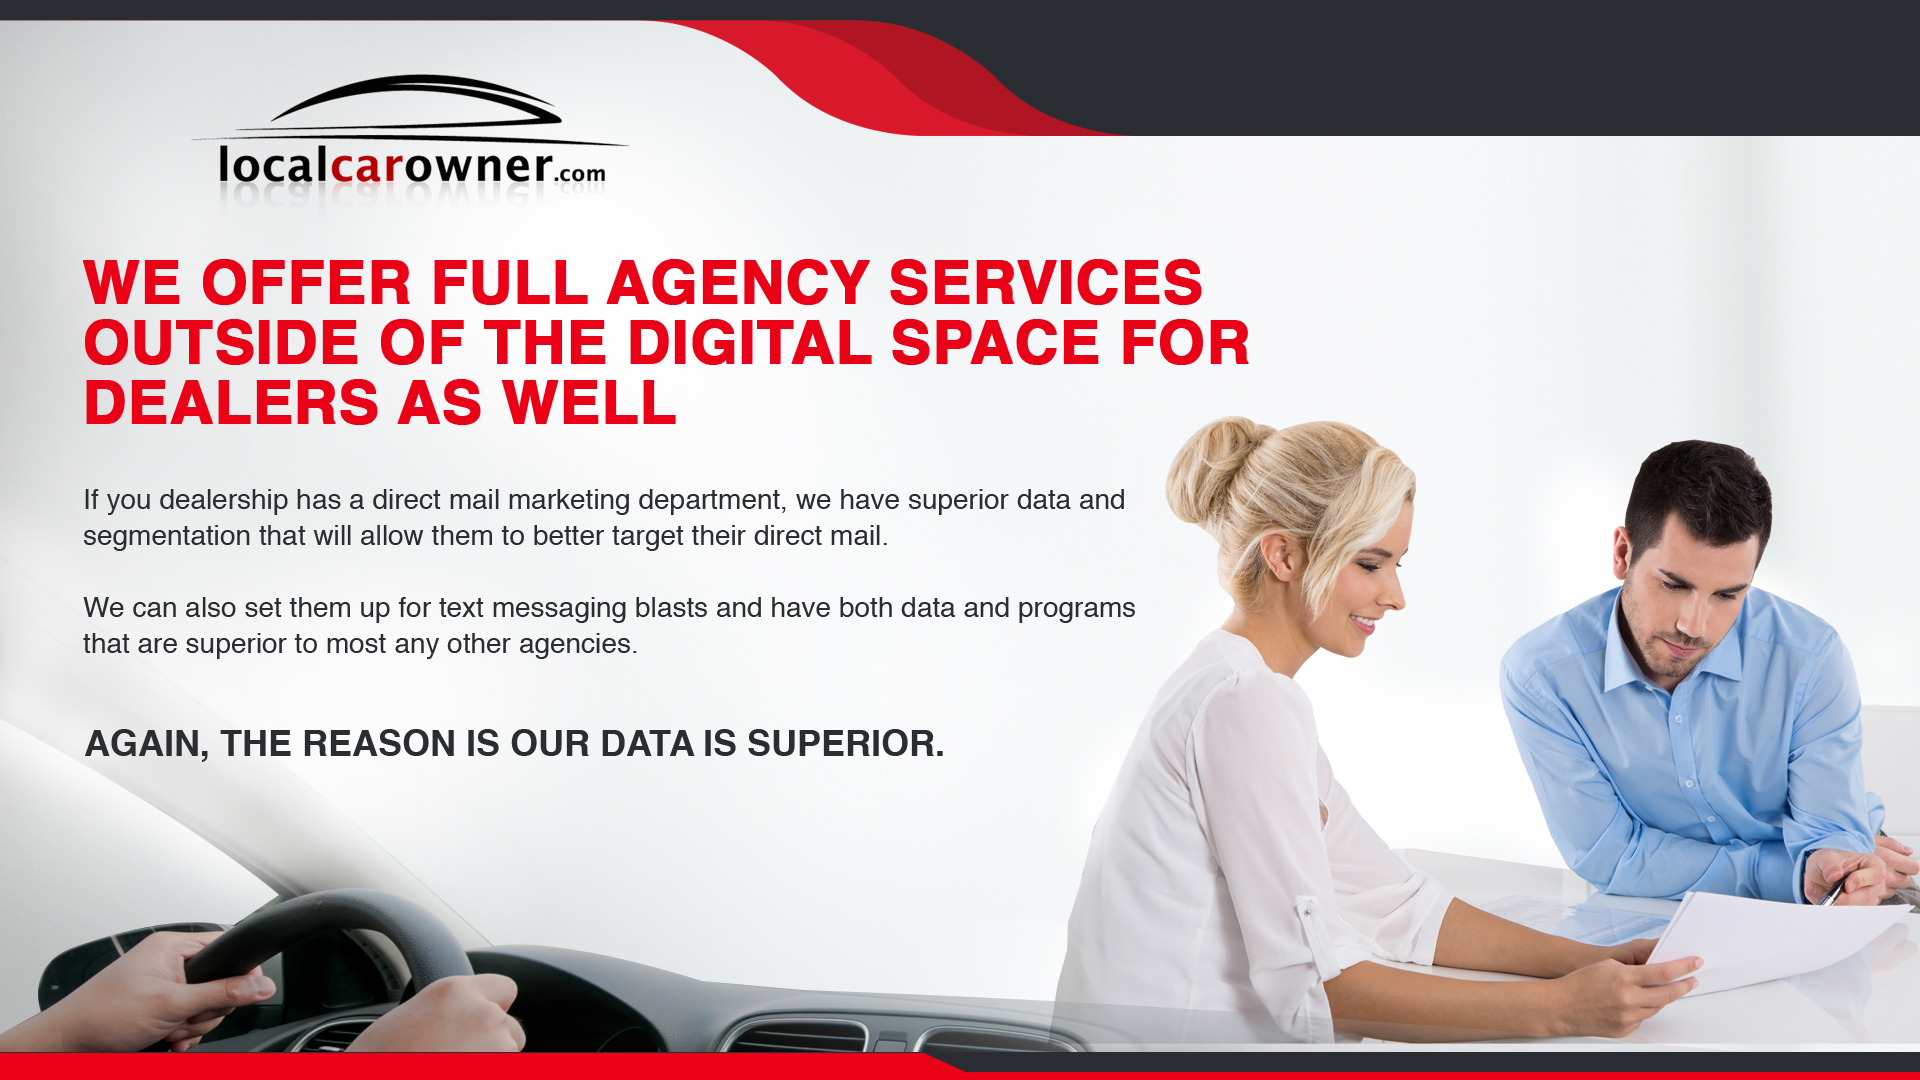 localcarowner.com
WE OFFER FULL AGENCY SERVICES
OUTSIDE OF THE DIGITAL SPACE FOR
DEALERS AS WELL
If you dealership has a direct mail marketing department, we have superior data and
segmentation that will allow them to better target their direct mail.
We can also set them up for text messaging blasts and have both data and programs
that are superior to most any other agencies.
AGAIN, THE REASON IS OUR DATA IS SUPERIOR.